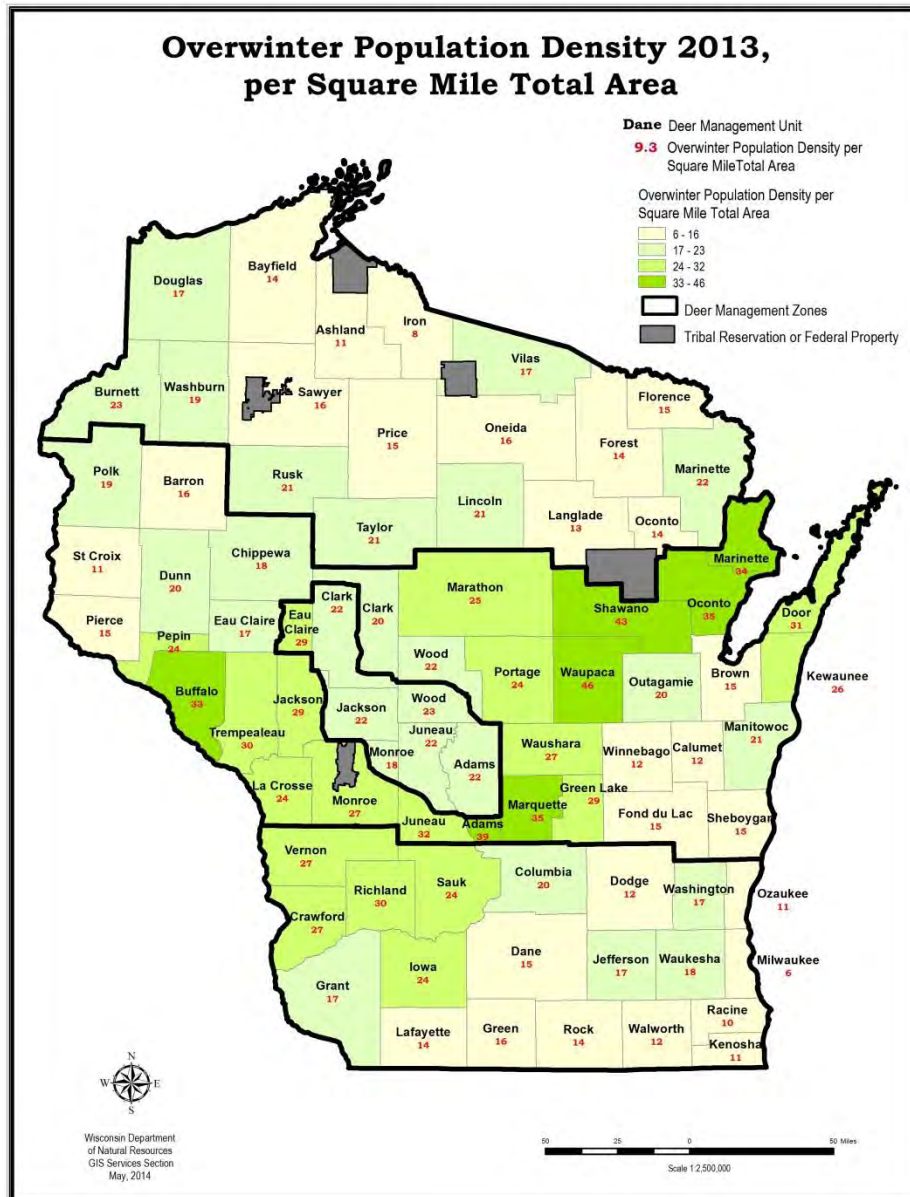 Overwinter Population Density 2013,
per Square Mile Total Area
Dane Deer Management Unit
9.3 Overwinter Population Density per
Square MileTotal Area
Overwinter Population Density per
Square Mile Total Area
6 - 16
17 - 23
24 - 32
33 - 46
Deer Management Zones
Tribal Reservation or Federal Property
Douglas
17
Bayfield
14
Ashland
11
Iron
8
Vilas
17
Burnett
23
Washburn
19
Sawyer
16
Price
15
Oneida
16
Forest
14
Florence
15
Marinette
22
Polk
19
Barron
16
Rusk
21
Taylor
21
Lincoln
21
Langlade
13
Oconto
14
St Croix
11
Dunn
20
Chippewa
18
Clark
22
Clark
20
Marathon
25
Shawano
43
Marinette
34
Oconto
35
Door
31
Pierce
15
Pepin
24
Eau Claire
17
Eau
Claire
29
Wood
22
Portage
24
Waupaca
46
Outagamie
20
Brown
15
Kewaunee
26
Buffalo
33
Trempealeau
30
Jackson
29
Jackson
22
Wood
23
Juneau
22
Adams
22
Monroe
18
Waushara
27
Winnebago
12
Calumet
12
Manitowoc
21
La Crosse
24
Monroe
27
Juneau
32
Adams
39
Marquette
35
Green Lake
29
Fond du Lac
15
Sheboygan
15
Vernon
27
Richland
30
Sauk
24
Columbia
20
Dodge
12
Washington
17
Ozaukee
11
Crawford
27
Iowa
24
Dane
15
Jefferson
17
Waukesha
18
Milwaukee
6
Grant
17
Lafayette
14
Green
16
Rock
14
Walworth
12
Racine
10
Kenosha
11
N
W E
S
Wisconsin Department
of Natural Resources
GIS Services Section
May, 2014
50 25 0 50 Miles
Scale 1:2,500,000